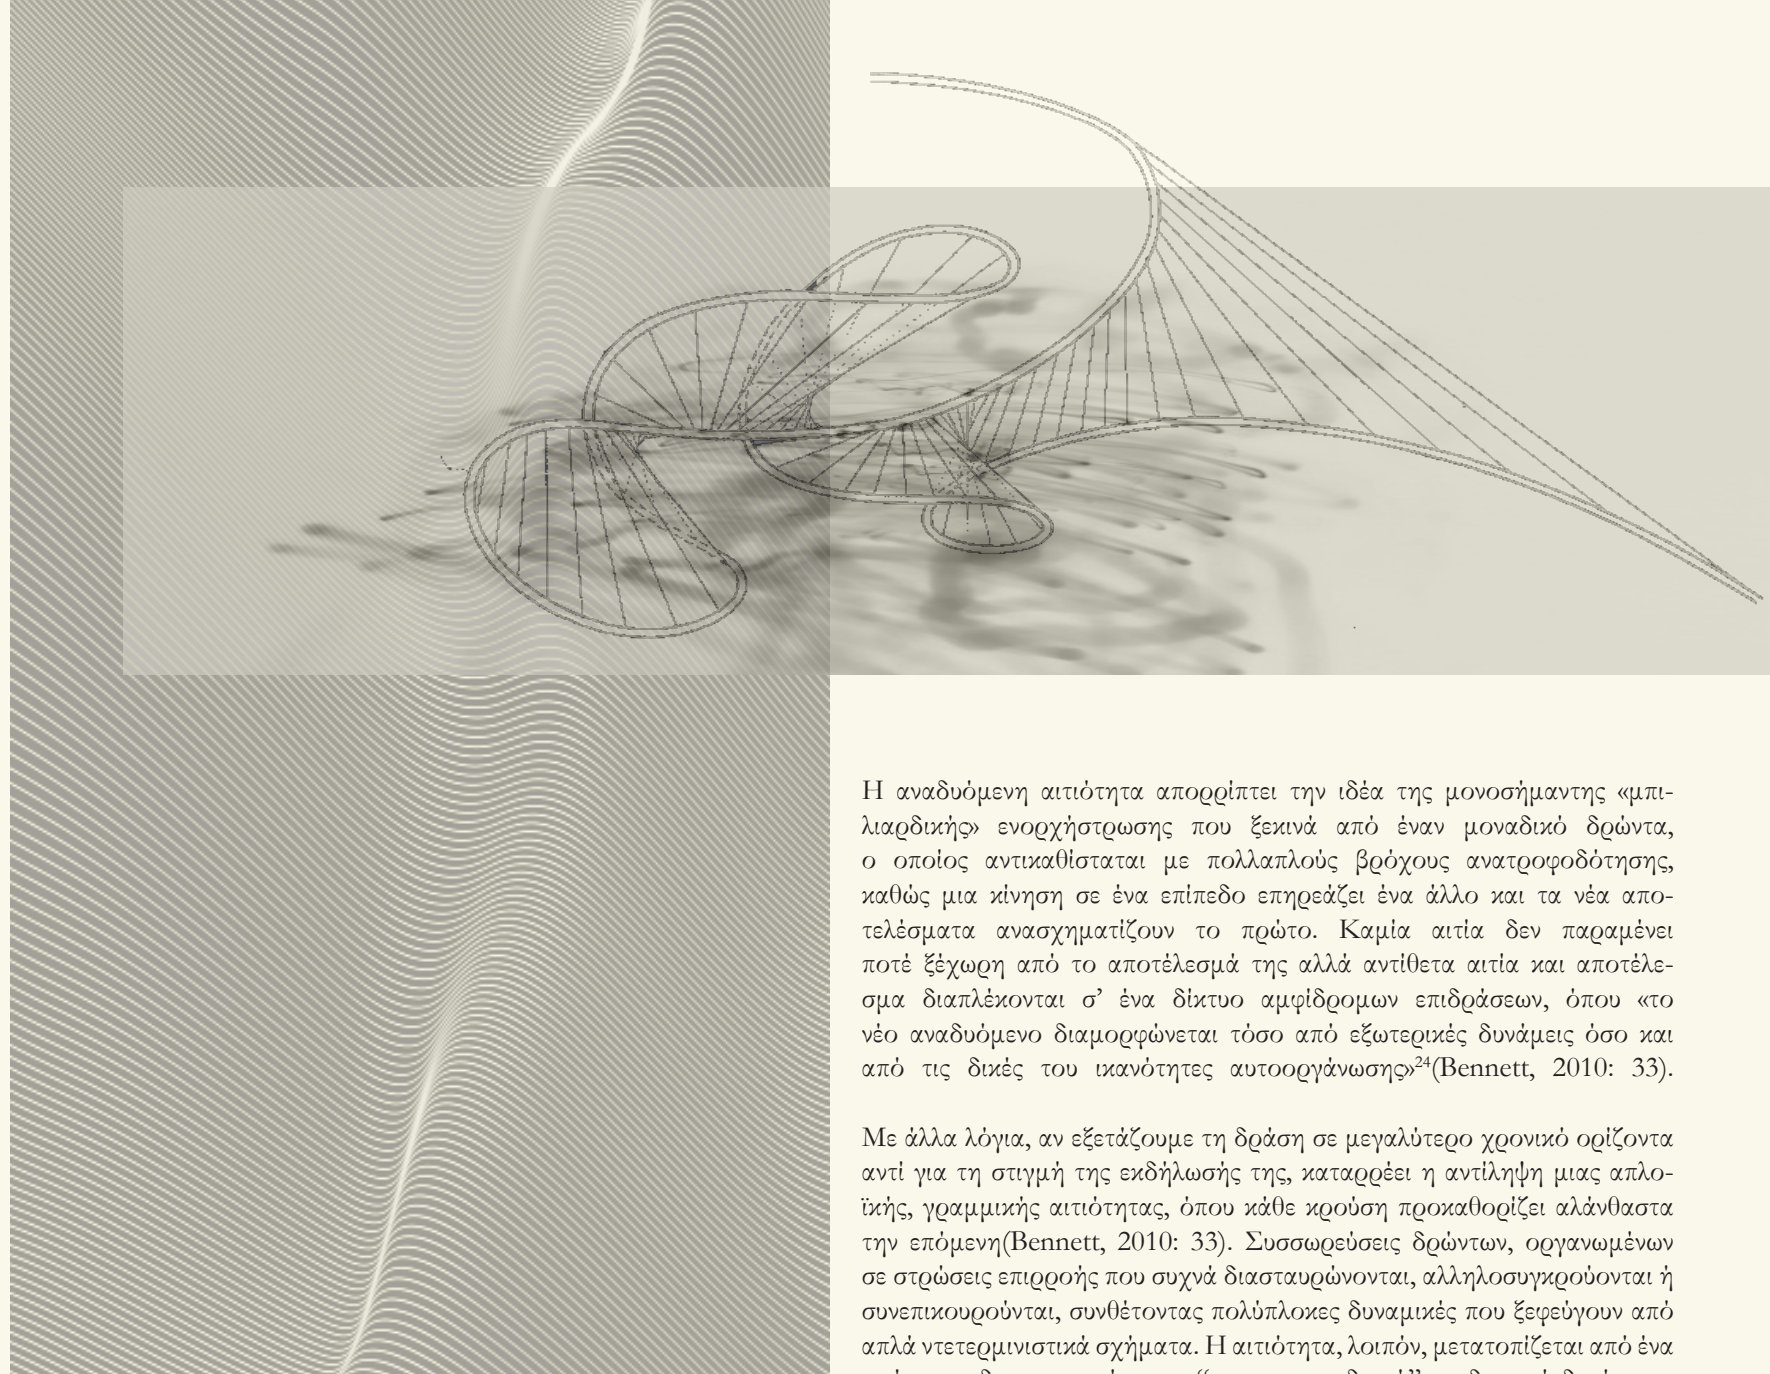 Η αναδυόμενη αιτιότητα απορρίπτει την ιδέα της μονοσήμαντης «μπι-
λιαρδικής» ενορχήστρωσης που ξεκινά από έναν μοναδικό δρώντα,
ο οποίος αντικαθίσταται με πολλαπλούς βρόχους ανατροφοδότησης,
καθώς μια κίνηση σε ένα επίπεδο επηρεάζει ένα άλλο και τα νέα απο-
τελέσματα ανασχηματίζουν το πρώτο. Καμία αιτία δεν παραμένει
ποτέ ξέχωρη από το αποτέλεσμά της αλλά αντίθετα αιτία και αποτέλε-
σμα διαπλέκονται σ’ ένα δίκτυο αμφίδρομων επιδράσεων, όπου «το
νέο αναδυόμενο διαμορφώνεται τόσο από εξωτερικές δυνάμεις όσο και
από τις δικές του ικανότητες αυτοοργάνωσης»²⁴(Bennett, 2010: 33).
Με άλλα λόγια, αν εξετάζουμε τη δράση σε μεγαλύτερο χρονικό ορίζοντα
αντί για τη στιγμή της εκδήλωσής της, καταρρέει η αντίληψη μιας απλο-
ϊκής, γραμμικής αιτιότητας, όπου κάθε κρούση προκαθορίζει αλάνθαστα
την επόμενη(Bennett, 2010: 33). Συσσωρεύσεις δρώντων, οργανωμένων
σε στρώσεις επιρροής που συχνά διασταυρώνονται, αλληλοσυγκρούονται ή
συνεπικουρούνται, συνθέτοντας πολύπλοκες δυναμικές που ξεφεύγουν από
απλά ντετερμινιστικά σχήματα. Η αιτιότητα, λοιπόν, μετατοπίζεται από ένα